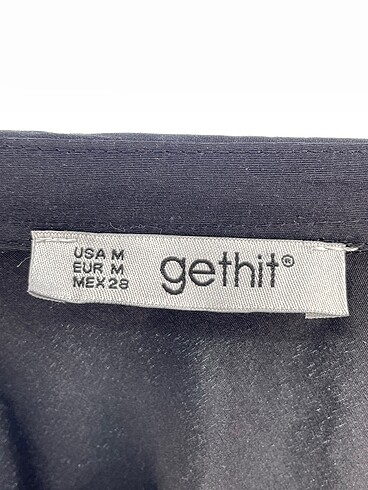 USA M
EUR M
MEX 28
gethit®